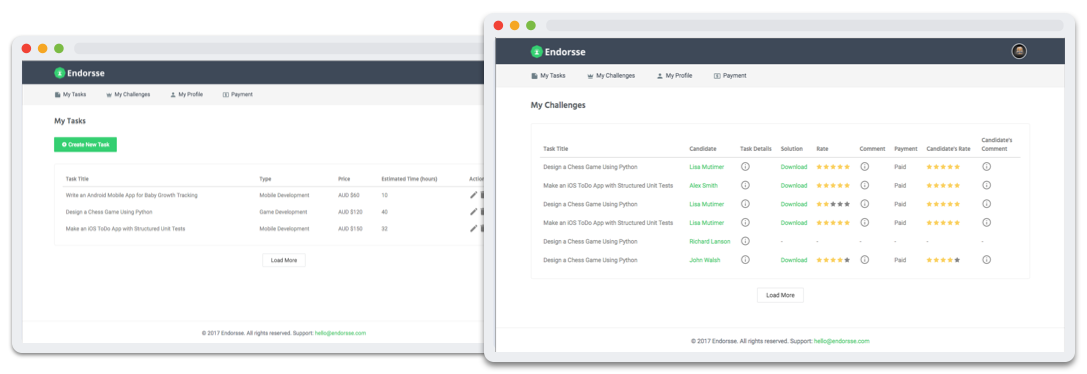 Endorsse
My Tasks My Challenges My Profile Payment
My Tasks
Create New Task
Task Title Type Price Estimated Time (hours) Action
Write an Android Mobile App for Baby Growth Tracking Mobile Development AUD $60 10
Design a Chess Game Using Python Game Development AUD $120 40
Make an iOS ToDo App with Structured Unit Tests Mobile Development AUD $150 32
Load More
© 2017 Endorsse. All rights reserved. Support: hello@endorsse.com
Endorsse
My Tasks My Challenges My Profile Payment
My Challenges
Task Title Candidate Task Details Solution Rate Comment Payment Candidate's Rate Candidate's Comment
Design a Chess Game Using Python Lisa Mutimer Download Paid
Make an iOS ToDo App with Structured Unit Tests Alex Smith Download Paid
Design a Chess Game Using Python Lisa Mutimer Download Paid
Make an iOS ToDo App with Structured Unit Tests Lisa Mutimer Download Paid
Design a Chess Game Using Python Richard Lanson - - - - - -
Design a Chess Game Using Python John Walsh Download Paid
Load More
© 2017 Endorsse. All rights reserved. Support: hello@endorsse.com